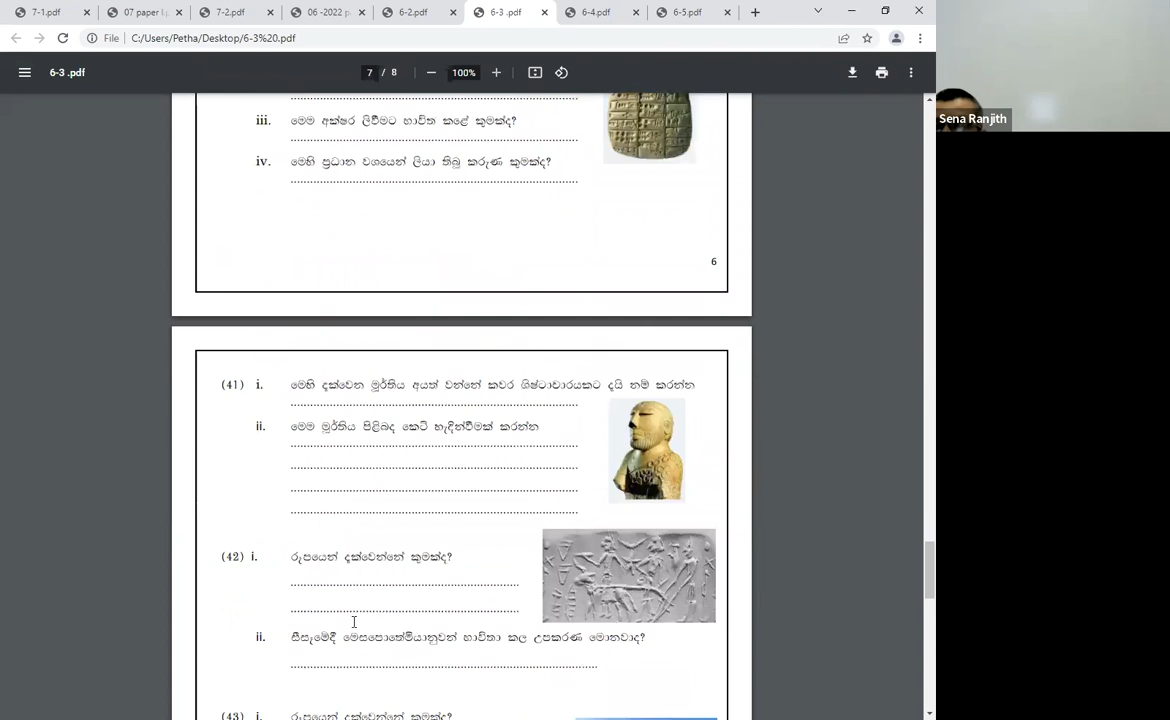 7-1.pdf
07 paper I.p
7-2.pdf
06 -2022 p
6-2.pdf
6-3 .pdf
6-4.pdf
6-5.pdf
File C:/Users/Petha/Desktop/6-3%20.pdf
6-3 .pdf
7 / 8
100%
Sena Ranjith
iii. මෙම අක්ෂර ලිවීමට භාවිත කළේ කුමක්ද?
iv. මෙහි ප්‍රධාන වශයෙන් ලියා තිබූ කරුණ කුමක්ද?
6
(41) i. මෙහි දක්වෙන මූර්තිය අයත් වන්නේ කවර ශිෂ්ටාචාරයකට දැයි නම් කරන්න
ii. මෙම මූර්තිය පිළිබඳ කෙටි හැඳින්වීමක් කරන්න
(42) i. රූපයෙන් දක්වෙන්නේ කුමක්ද?
ii. සීසෑමේදී මෙසපොතේමියානුවන් භාවිතා කල උපකරණ මොනවාද?
(43) i. රූපයෙන් දක්වෙන්නේ කුමක්ද?